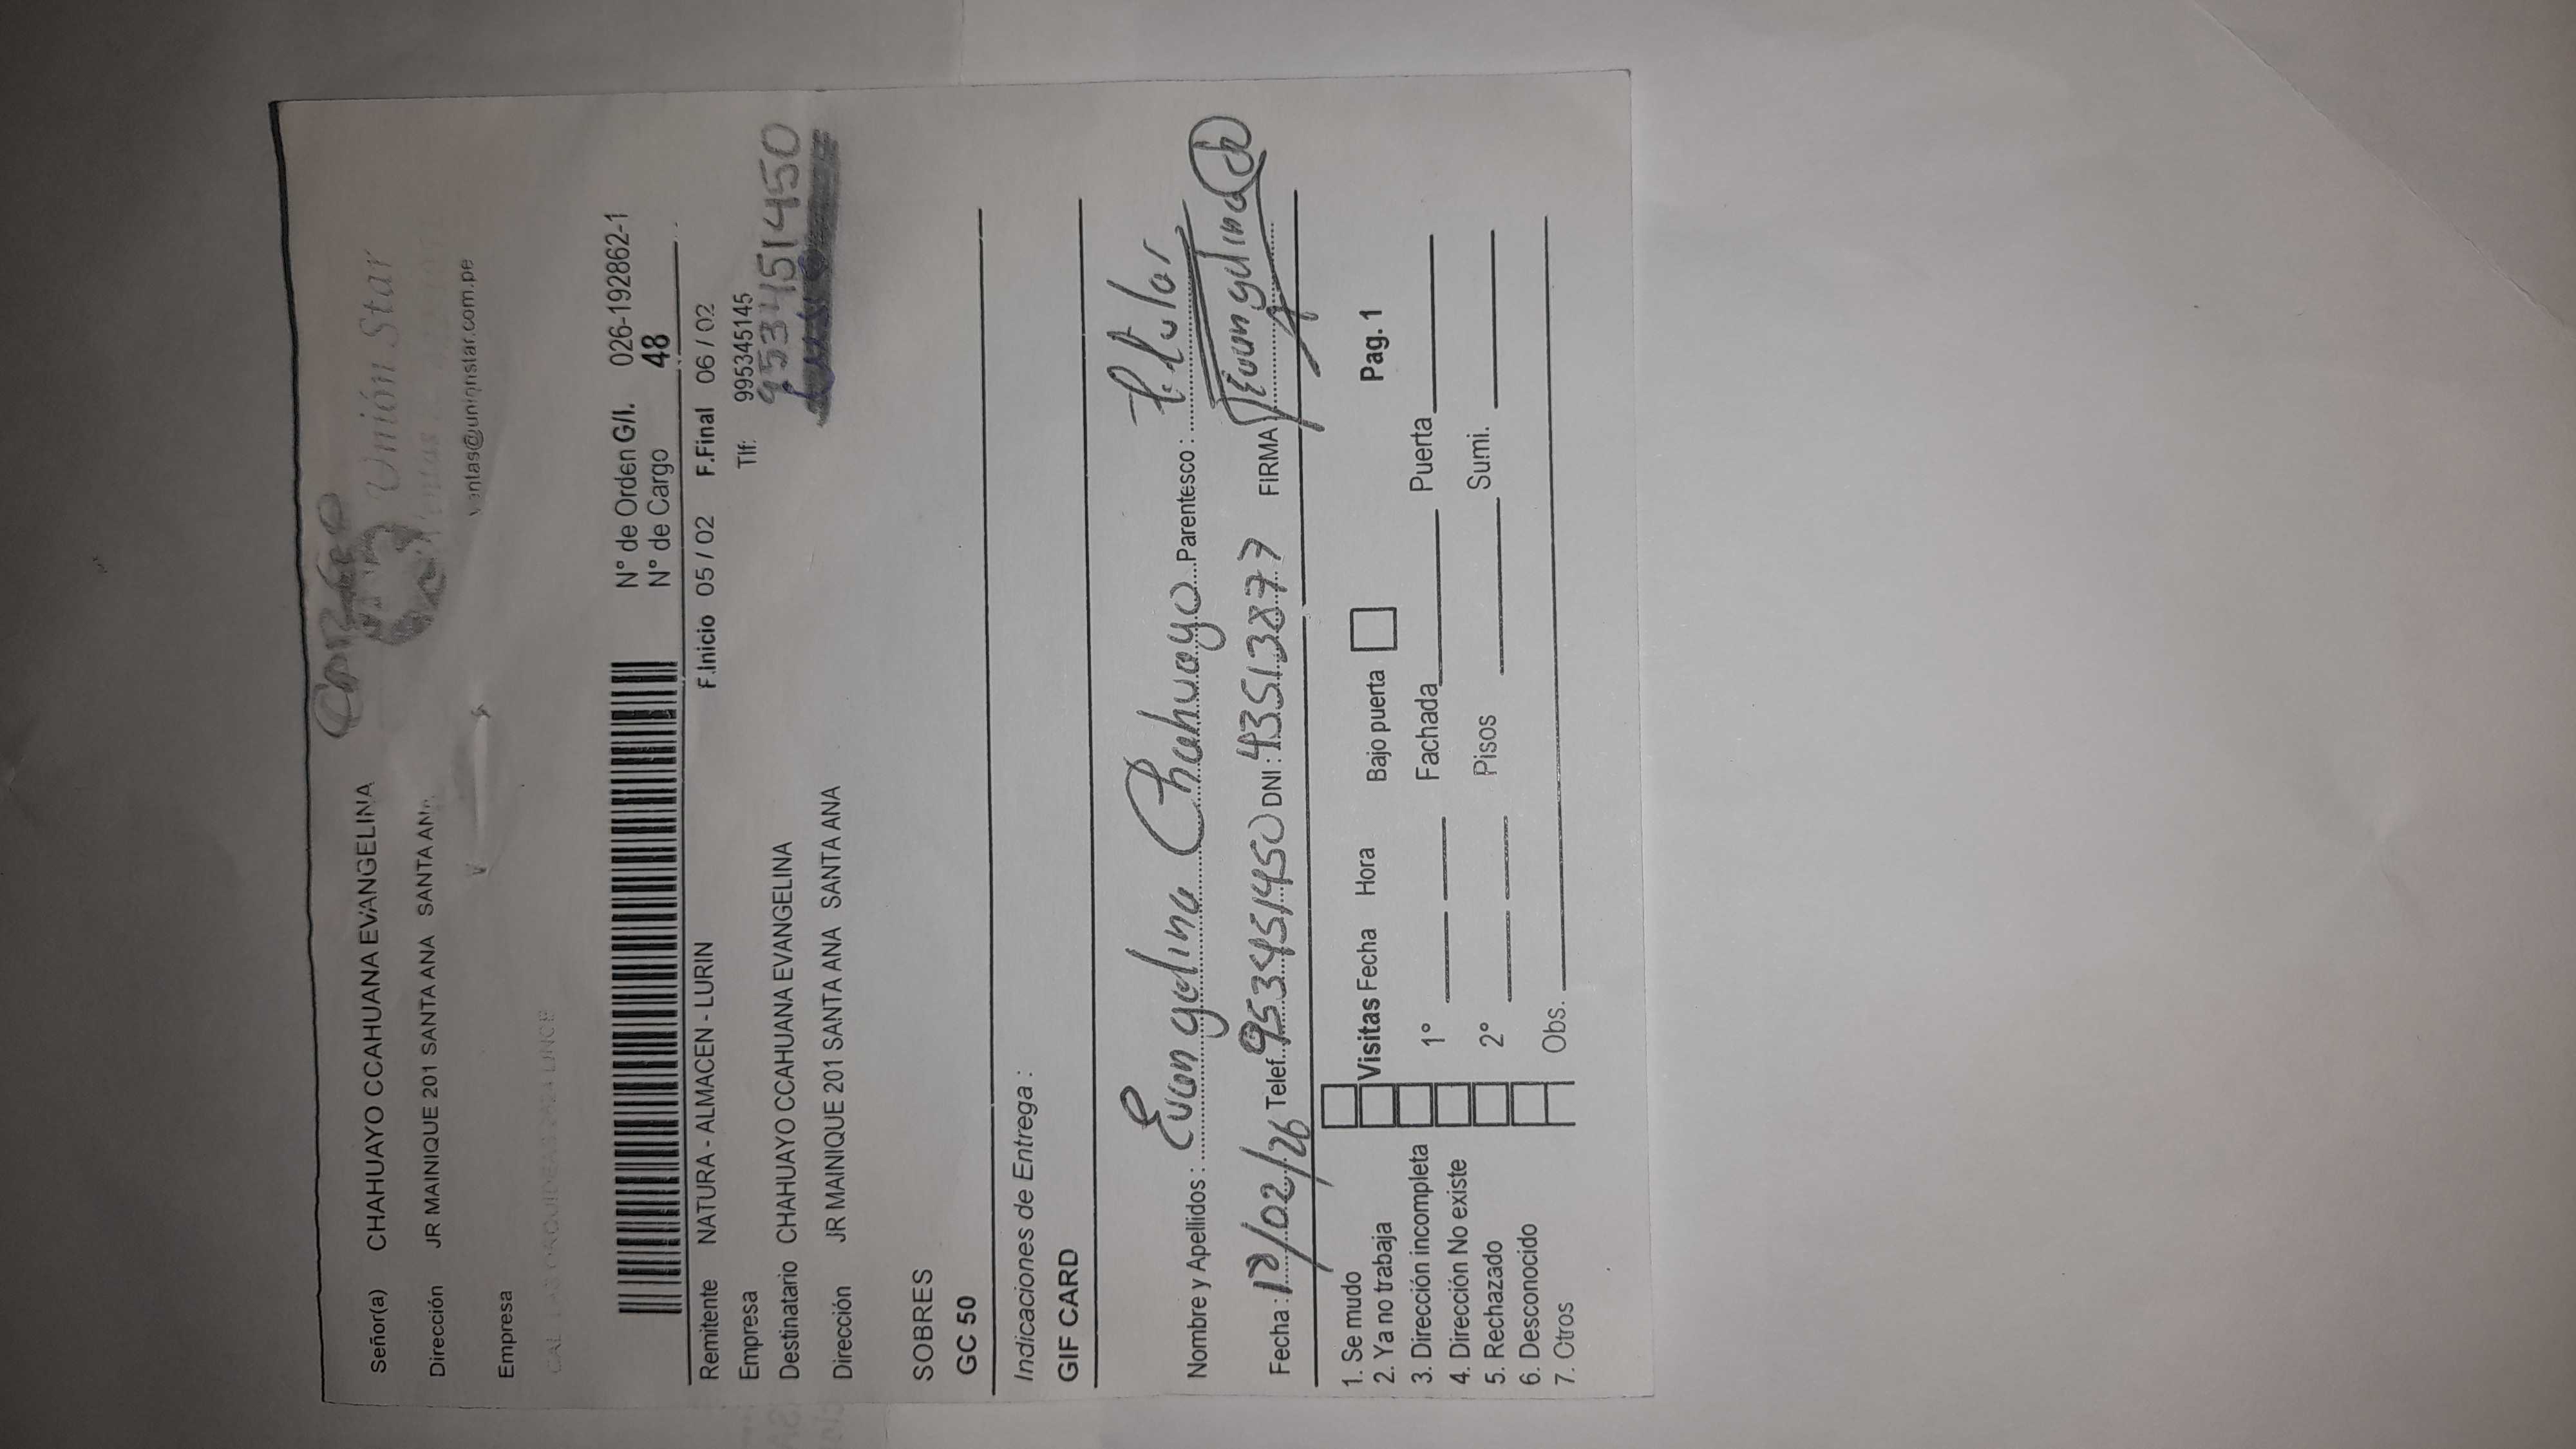 CARGO
Señor(a) CHAHUAYO CCAHUANA EVANGELINA
Unión Star
Dirección JR MAINIQUE 201 SANTA ANA SANTA ANA
ventas@unionstar.com.pe
Empresa
N° de Orden G/I. 026-192862-1
N° de Cargo 48
Remitente NATURA - ALMACEN - LURIN F.Inicio 05 / 02 F.Final 06 / 02
Empresa Tlf: 995345145
953451450
Destinatario CHAHUAYO CCAHUANA EVANGELINA
Dirección JR MAINIQUE 201 SANTA ANA SANTA ANA
SOBRES
GC 50
Indicaciones de Entrega :
GIF CARD
Nombre y Apellidos : Evangelina Chahuayo Parentesco : Titular
Fecha : 12/02/26 Telef. 953451450 DNI : 43513877 FIRMA Evangelina
1. Se mudo
2. Ya no trabaja Visitas Fecha Hora Bajo puerta Pag. 1
3. Dirección incompleta 1° Fachada Puerta
4. Dirección No existe
5. Rechazado 2° Pisos Sumi.
6. Desconocido
7. Otros Obs.